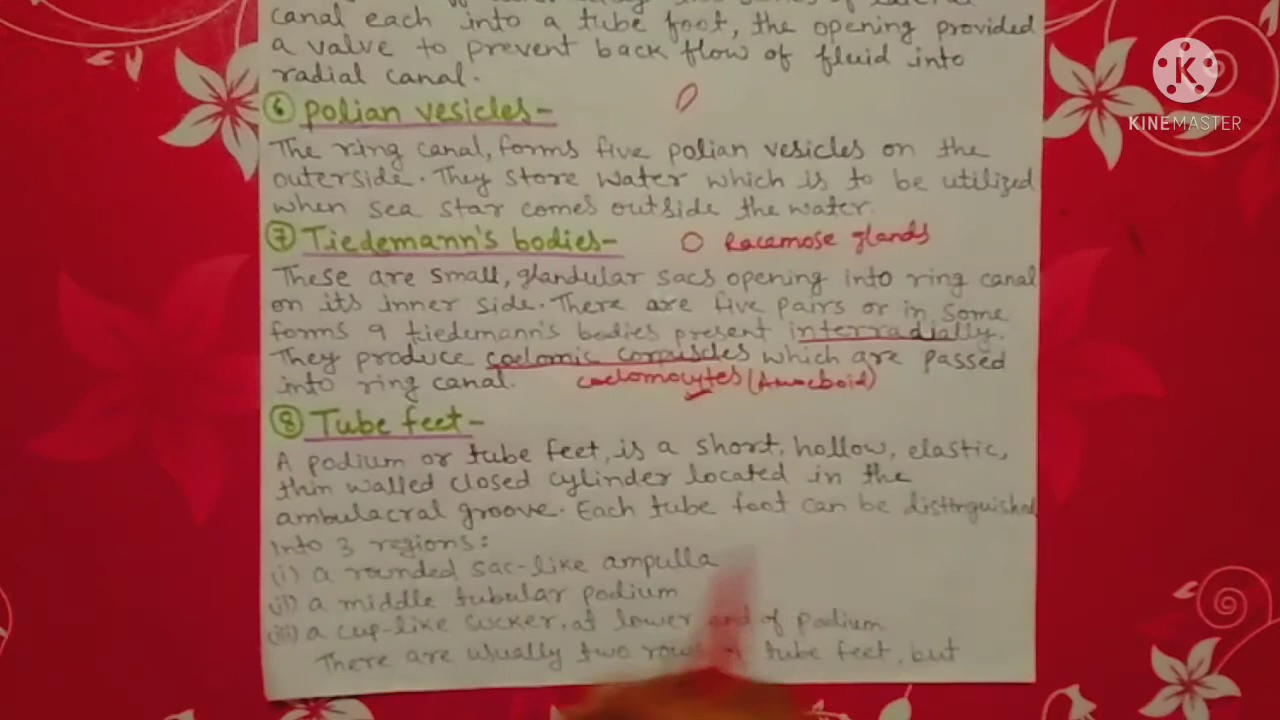 canal each into a tube foot, the opening provided
a valve to prevent back flow of fluid into
radial canal.
⑥ Polian vesicles-
The ring canal, forms five polian vesicles on the
outerside. They store water which is to be utilized
when sea star comes outside the water.
⑦ Tiedemann's bodies- Racamose glands
These are small, glandular sacs opening into ring canal
on its inner side. There are five pairs or in some
forms 9 tiedemann's bodies present interradially.
They produce coelomic corpuscles which are passed
into ring canal. coelomocytes (Amoeboid)
⑧ Tube feet-
A podium or tube feet, is a short, hollow, elastic,
thin walled closed cylinder located in the
ambulacral groove. Each tube foot can be distinguished
into 3 regions:
(i) a rounded sac-like ampulla
(ii) a middle tubular podium
(iii) a cup-like sucker, at lower end of podium
There are usually two rows of tube feet, but
KINEMASTER